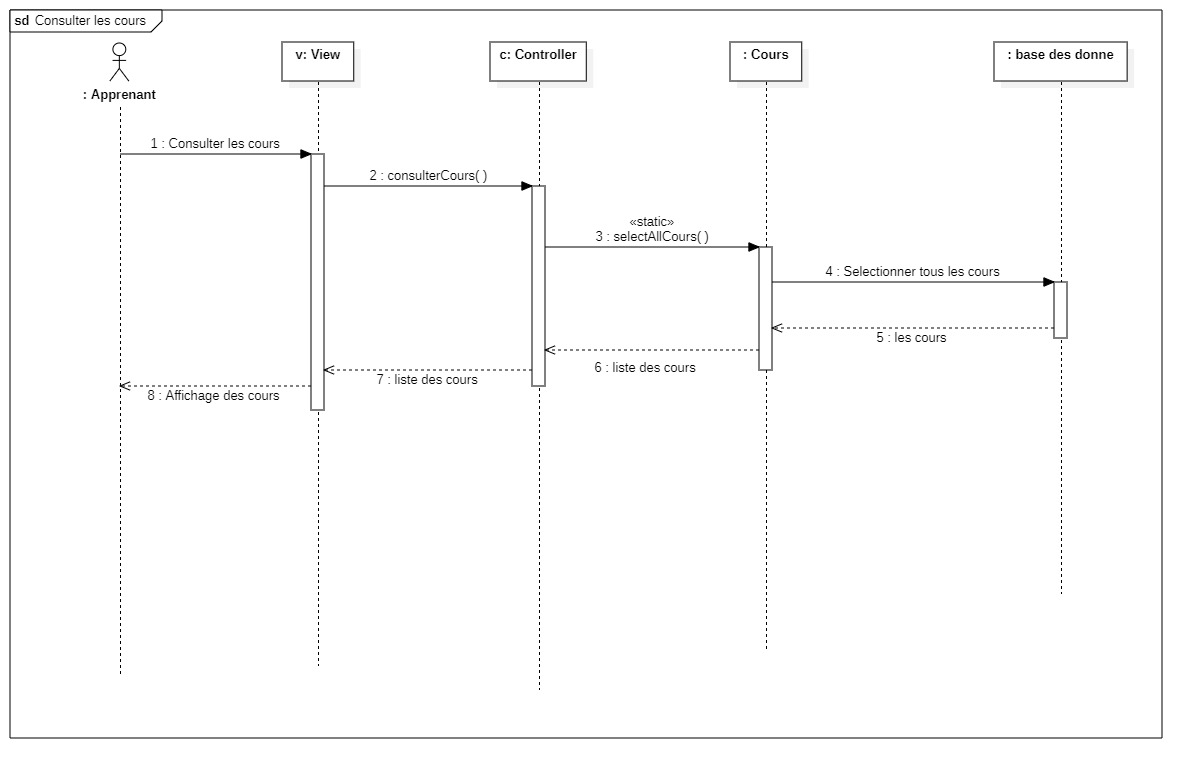 sd Consulter les cours
: Apprenant
v: View
c: Controller
: Cours
: base des donne
1 : Consulter les cours
2 : consulterCours( )
«static»
3 : selectAllCours( )
4 : Selectionner tous les cours
5 : les cours
6 : liste des cours
7 : liste des cours
8 : Affichage des cours